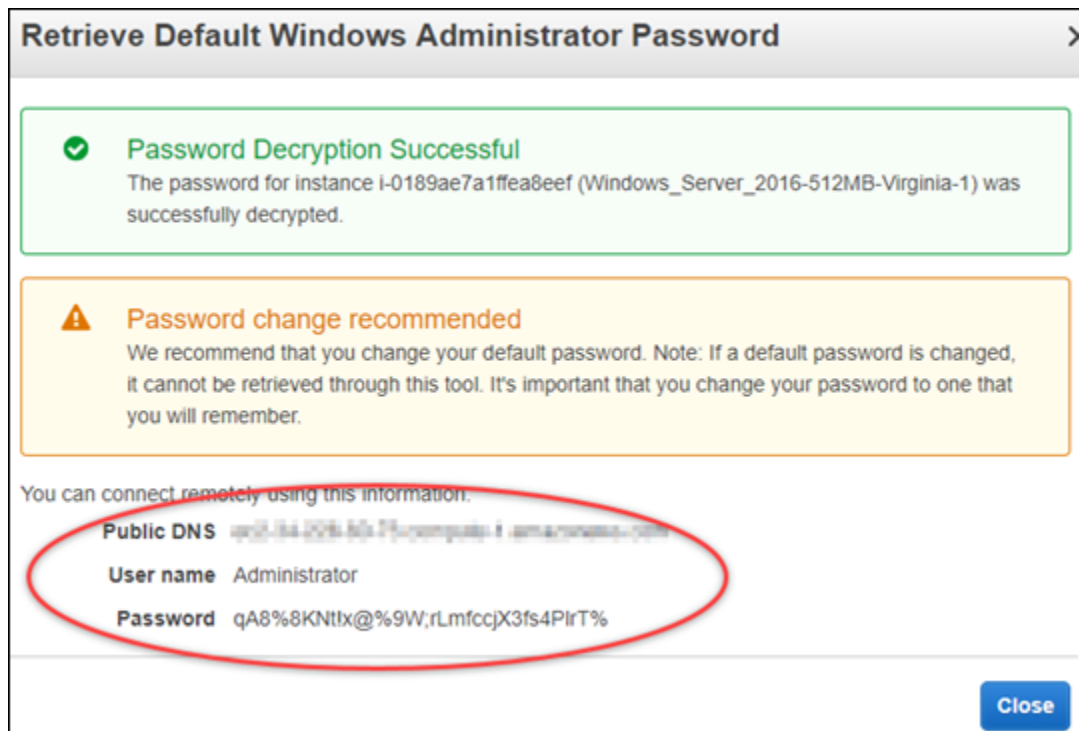 Retrieve Default Windows Administrator Password
Password Decryption Successful
The password for instance i-0189ae7a1ffea8eef (Windows_Server_2016-512MB-Virginia-1) was
successfully decrypted.
Password change recommended
We recommend that you change your default password. Note: If a default password is changed,
it cannot be retrieved through this tool. It's important that you change your password to one that
you will remember.
You can connect remotely using this information.
Public DNS
User name Administrator
Password qA8%8KNt!x@%9W;rLmfccjX3fs4PIrT%
Close